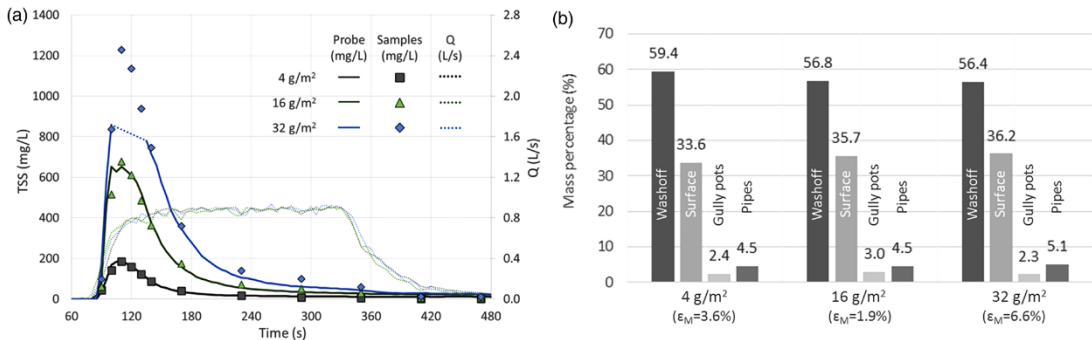 (a)
1400
1200
1000
800
600
400
200
0
TSS (mg/L)
2.8
2.4
2.0
1.6
1.2
0.8
0.4
0.0
Q (L/s)
Probe Samples Q
(mg/L) (mg/L) (L/s)
4 g/m²
16 g/m²
32 g/m²
60 120 180 240 300 360 420 480
Time (s)
(b)
Mass percentage (%)
70
60
50
40
30
20
10
0
59.4
33.6
2.4
4.5
Washoff
Surface
Gully pots
Pipes
56.8
35.7
3.0
4.5
Washoff
Surface
Gully pots
Pipes
56.4
36.2
2.3
5.1
Washoff
Surface
Gully pots
Pipes
4 g/m² 16 g/m² 32 g/m²
(εM=3.6%) (εM=1.9%) (εM=6.6%)